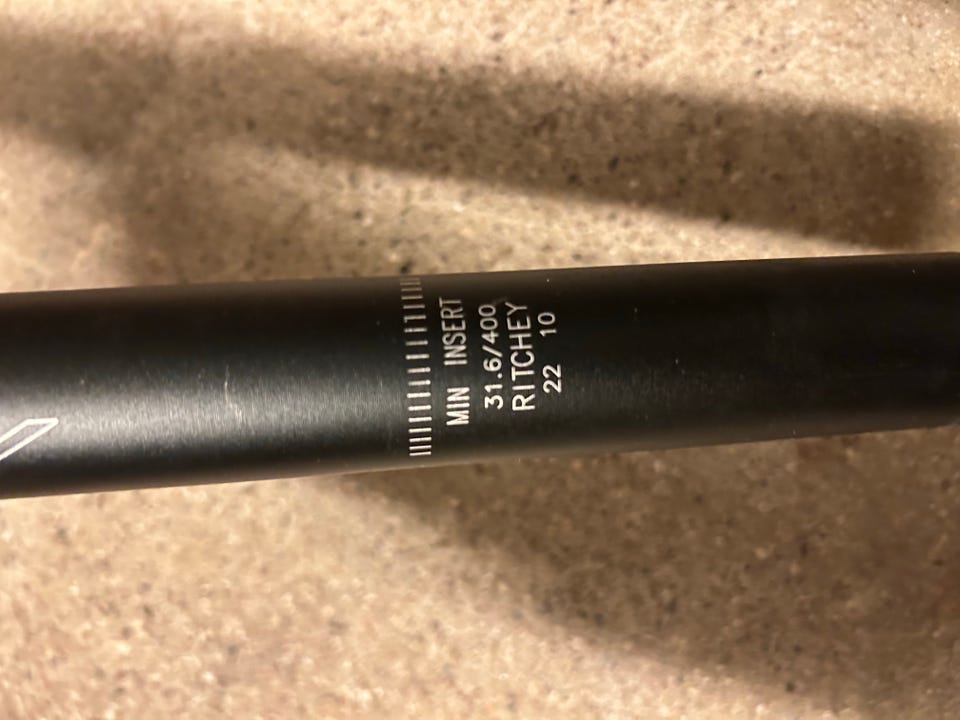 MIN INSERT
31.6/400
RITCHEY
22 10